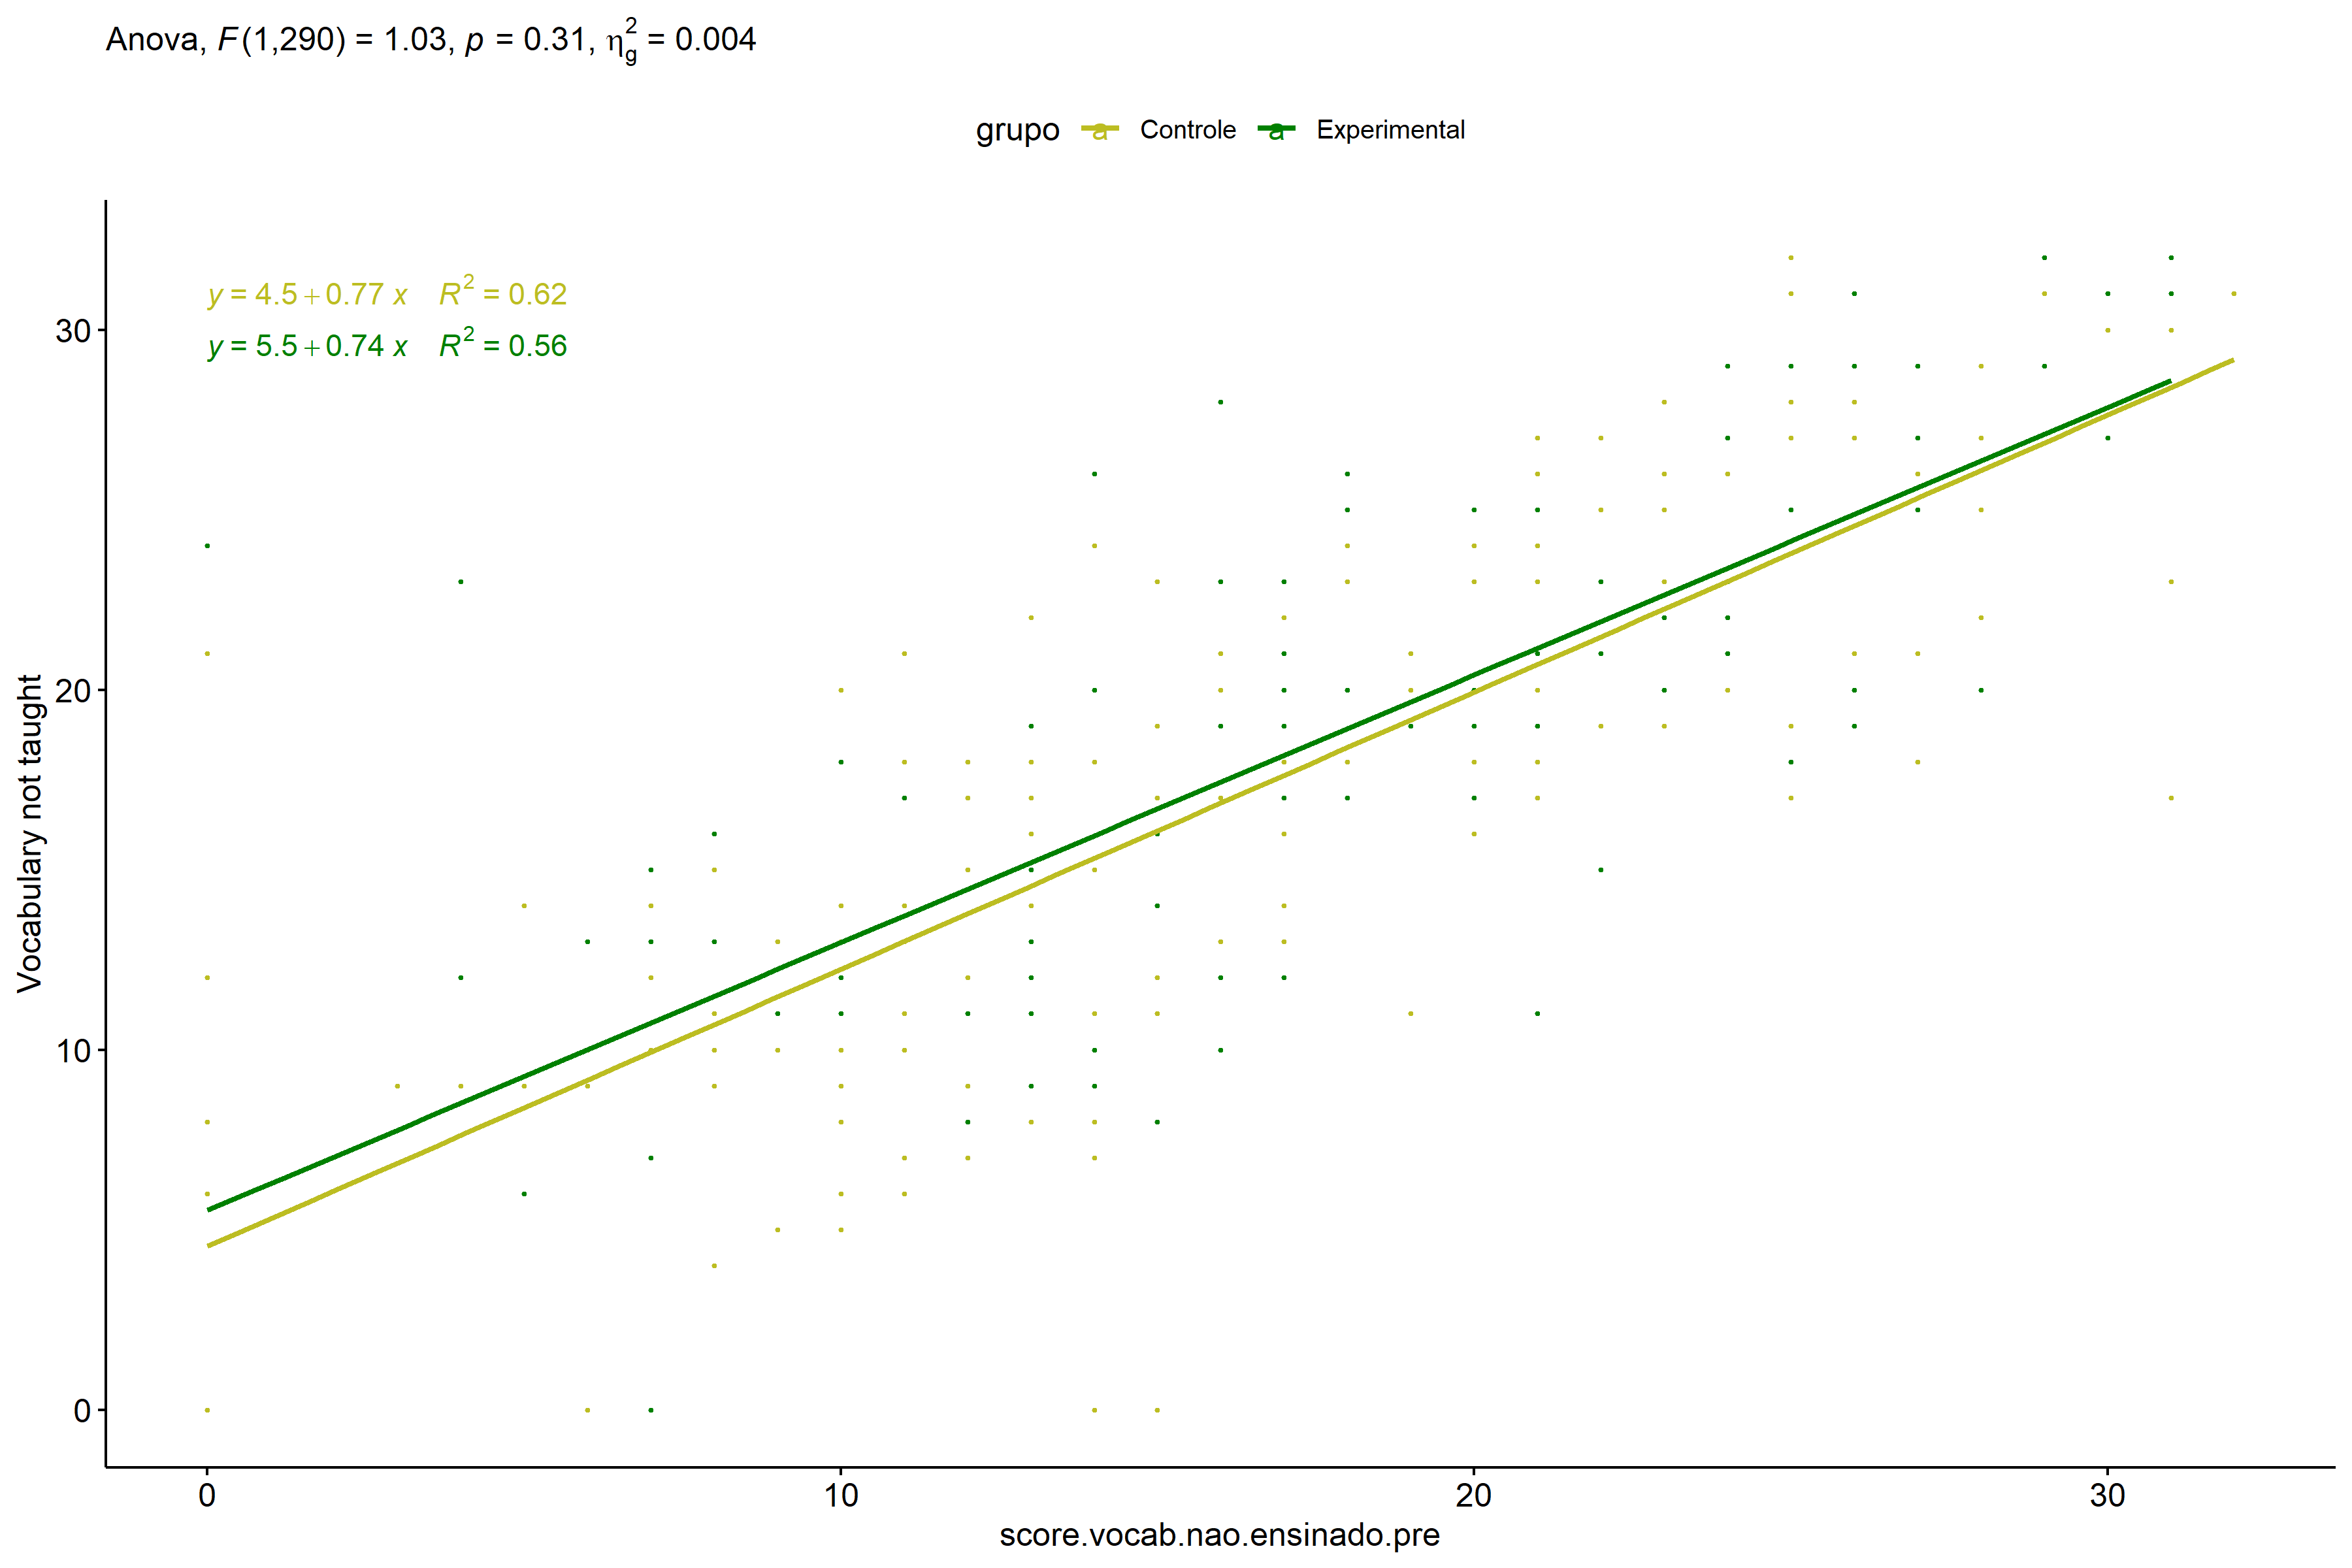 Anova, F(1,290) = 1.03, p = 0.31, η²g = 0.004
grupo a Controle a Experimental
y = 4.5 + 0.77 x R² = 0.62
y = 5.5 + 0.74 x R² = 0.56
Vocabulary not taught
30
20
10
0
0 10 20 30
score.vocab.nao.ensinado.pre